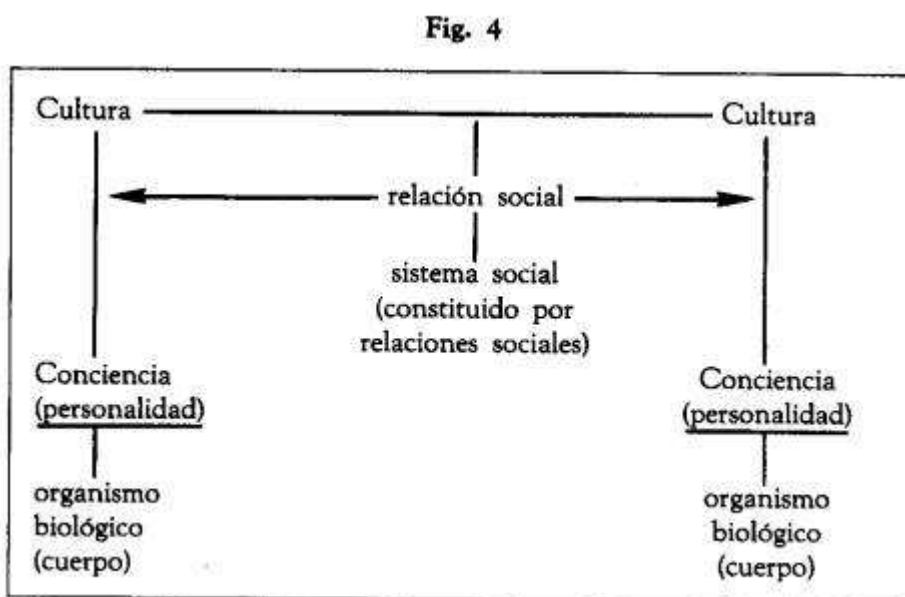 Fig. 4
Cultura
Cultura
relación social
sistema social
(constituido por
relaciones sociales)
Conciencia
(personalidad)
Conciencia
(personalidad)
organismo
biológico
(cuerpo)
organismo
biológico
(cuerpo)